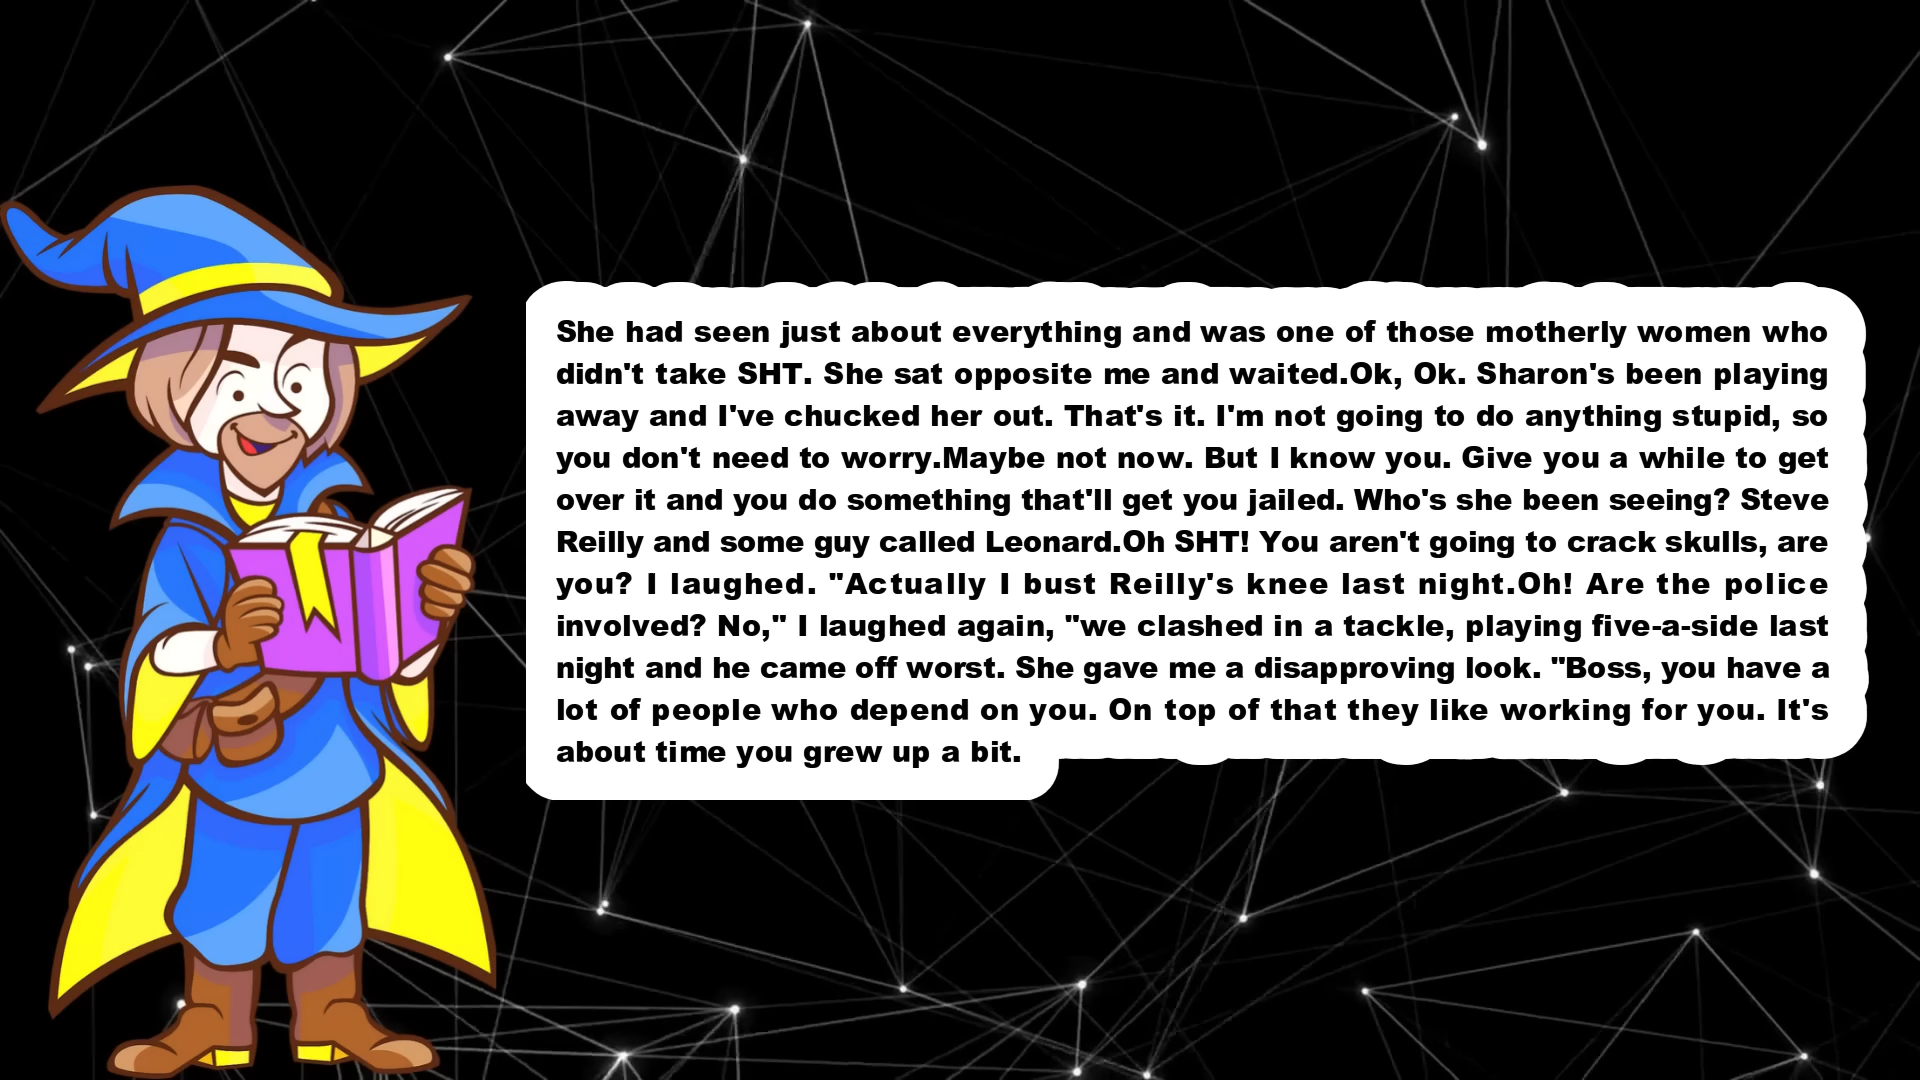 She had seen just about everything and was one of those motherly women who
didn't take SHT. She sat opposite me and waited.Ok, Ok. Sharon's been playing
away and I've chucked her out. That's it. I'm not going to do anything stupid, so
you don't need to worry.Maybe not now. But I know you. Give you a while to get
over it and you do something that'll get you jailed. Who's she been seeing? Steve
Reilly and some guy called Leonard.Oh SHT! You aren't going to crack skulls, are
you? I laughed. "Actually I bust Reilly's knee last night.Oh! Are the police
involved? No," I laughed again, "we clashed in a tackle, playing five-a-side last
night and he came off worst. She gave me a disapproving look. "Boss, you have a
lot of people who depend on you. On top of that they like working for you. It's
about time you grew up a bit.